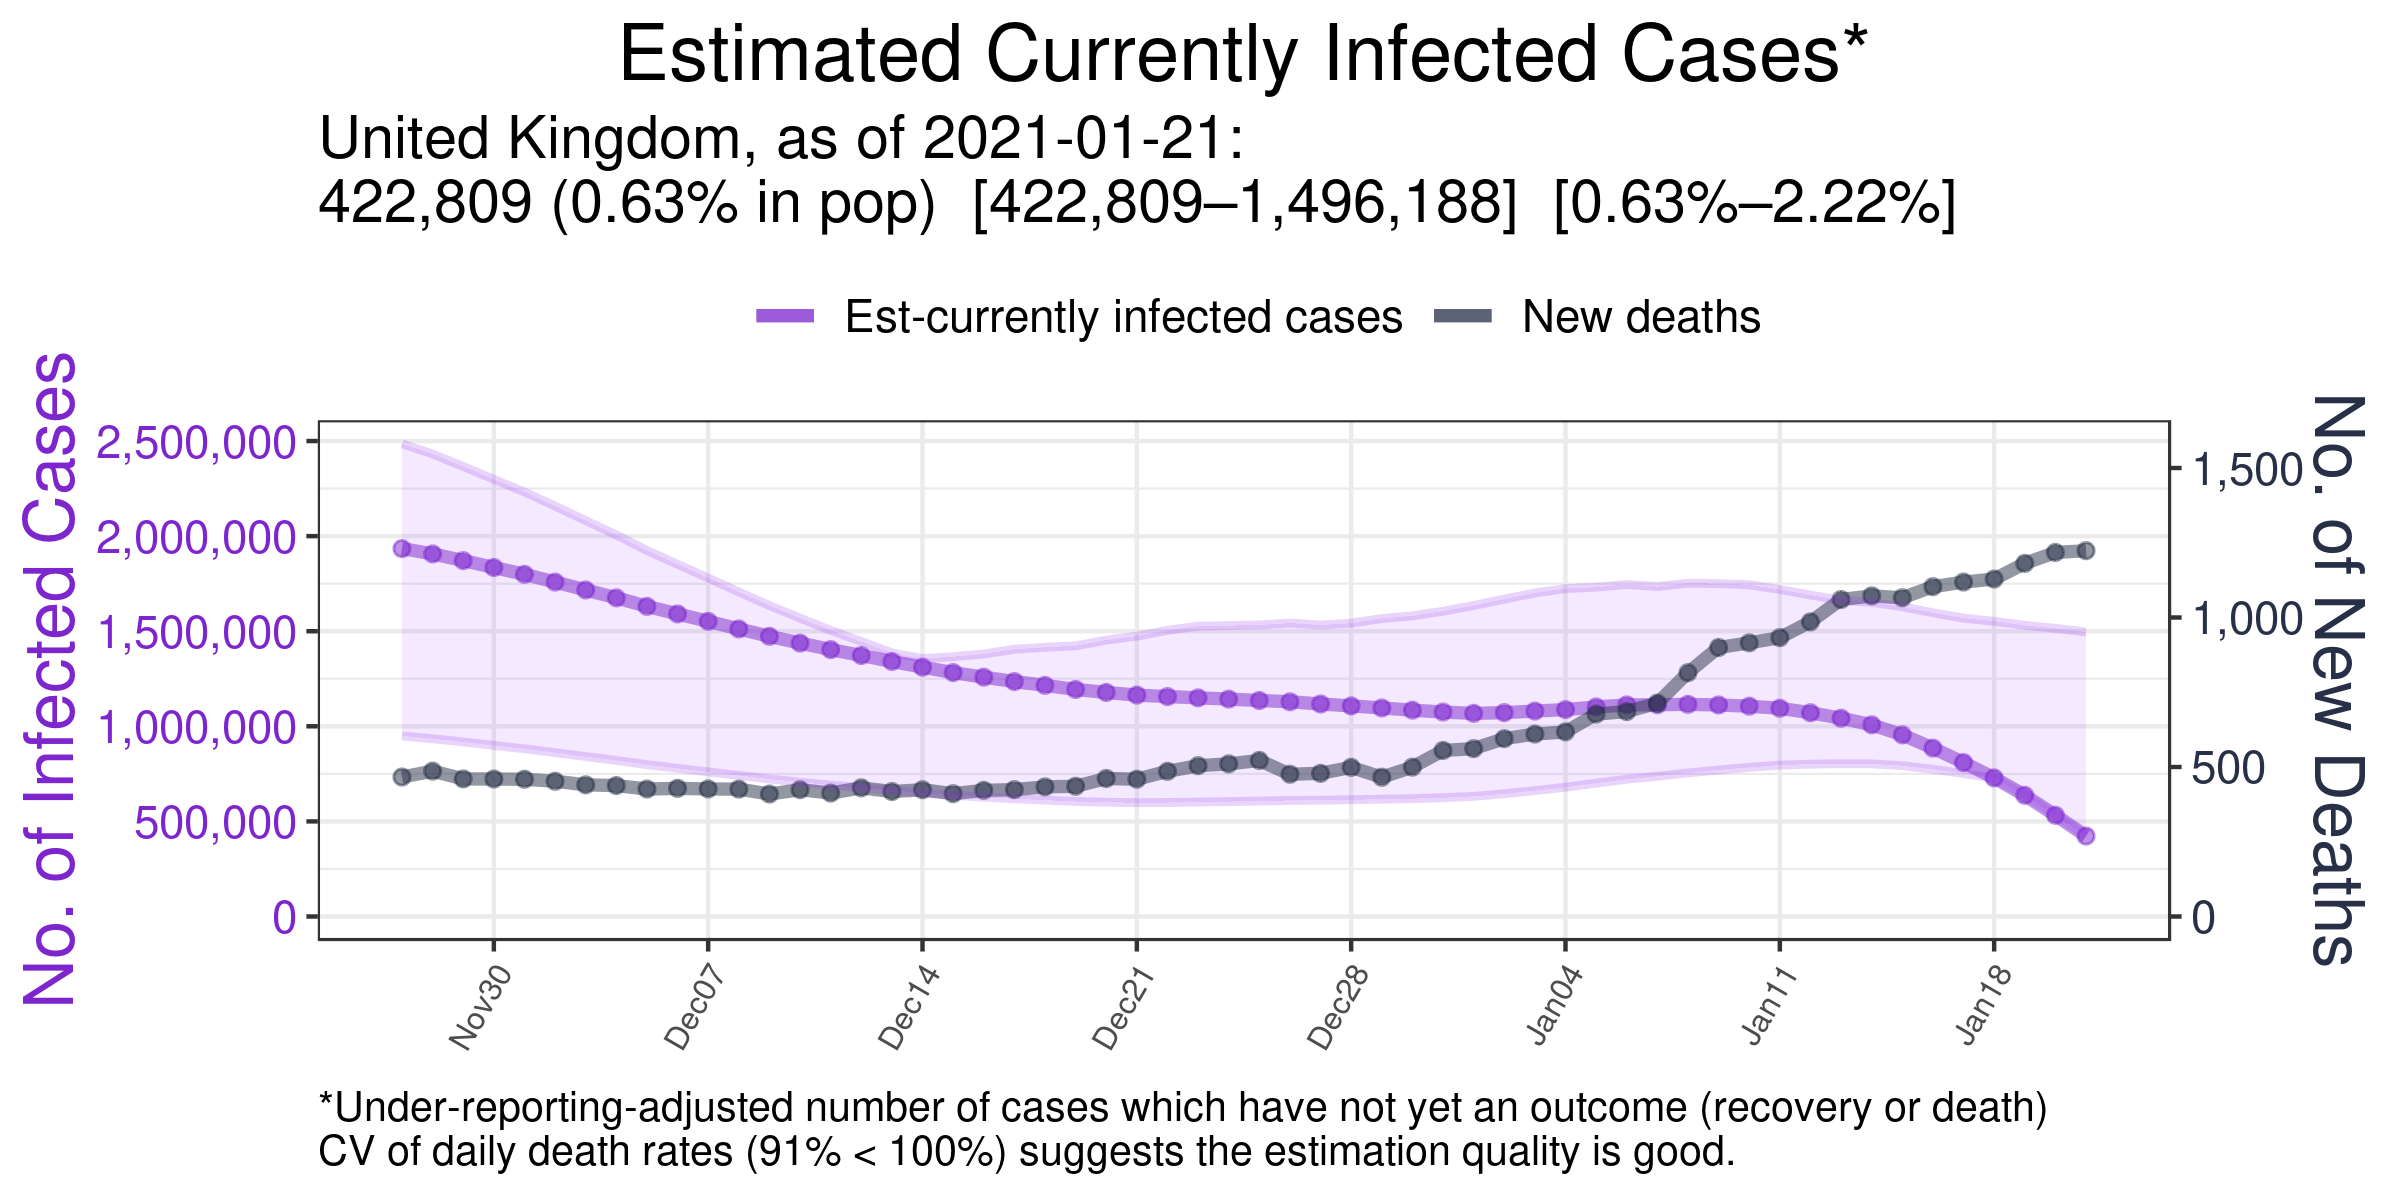 Estimated Currently Infected Cases*
United Kingdom, as of 2021-01-21:
422,809 (0.63% in pop) [422,809–1,496,188] [0.63%–2.22%]
Est-currently infected cases New deaths
No. of Infected Cases
2,500,000
2,000,000
1,500,000
1,000,000
500,000
0
1,500
1,000
500
0
No. of New Deaths
Nov30 Dec07 Dec14 Dec21 Dec28 Jan04 Jan11 Jan18
*Under-reporting-adjusted number of cases which have not yet an outcome (recovery or death)
CV of daily death rates (91% < 100%) suggests the estimation quality is good.